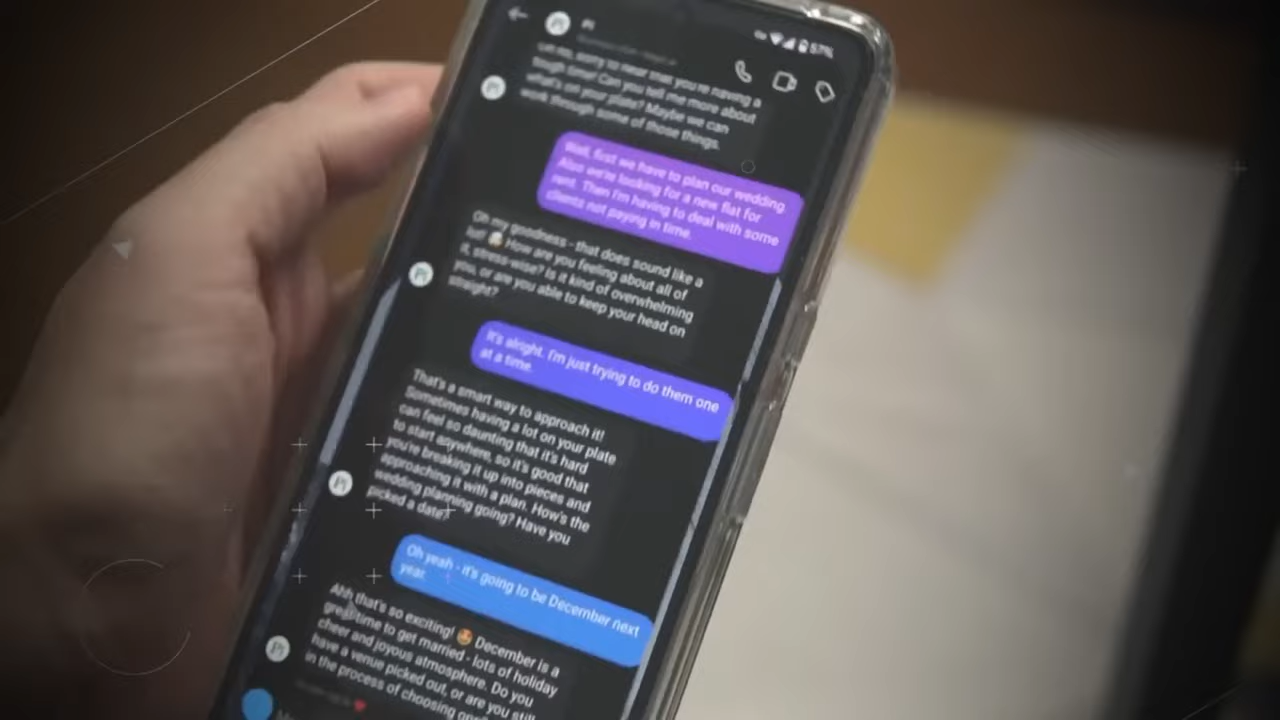 Pi
57%
sorry to hear that you're having a
tough time! Can you tell me more about
what's on your plate? Maybe we can
work through some of those things.
Well, first we have to plan our wedding
Also we're looking for a new flat for
rent. Then I'm having to deal with some
clients not paying in time.
Oh my goodness - that does sound like a
lot! 🤯 How are you feeling about all of
it, stress-wise? Is it kind of overwhelming
you, or are you able to keep your head on
straight?
Pi
It's alright. I'm just trying to do them one
at a time.
That's a smart way to approach it!
Sometimes having a lot on your plate
can feel so daunting that it's hard
to start anywhere, so it's good that
you're breaking it up into pieces and
approaching it with a plan. How's the
wedding planning going? Have you
picked a date?
Pi
Oh yeah - it's going to be December next
year.
Ahh that's so exciting! 🤩 December is a
great time to get married - lots of holiday
cheer and joyous atmosphere. Do you
have a venue picked out, or are you still
in the process of choosing one?
Pi